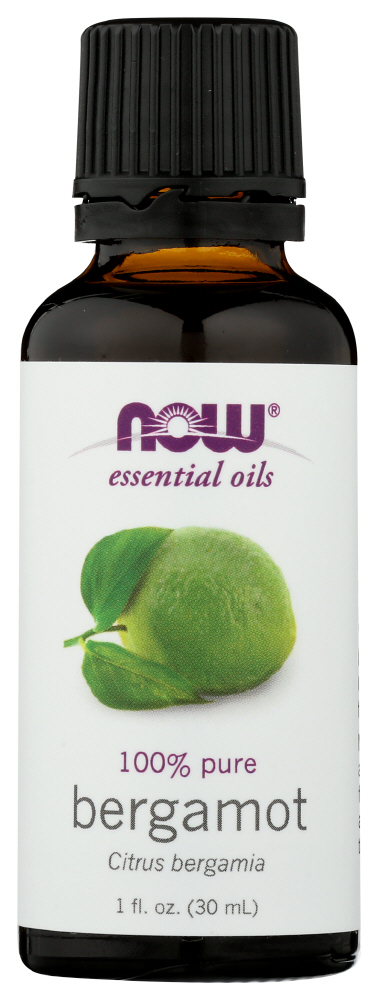 NOW®
essential oils
100% pure
bergamot
Citrus bergamia
1 fl. oz. (30 mL)